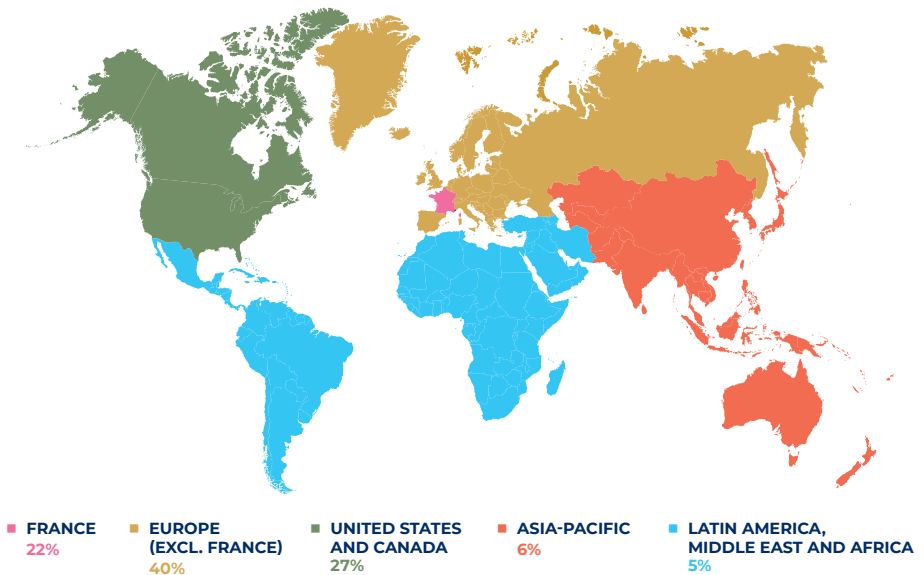 FRANCE
22%
EUROPE
(EXCL. FRANCE)
40%
UNITED STATES
AND CANADA
27%
ASIA-PACIFIC
6%
LATIN AMERICA,
MIDDLE EAST AND AFRICA
5%